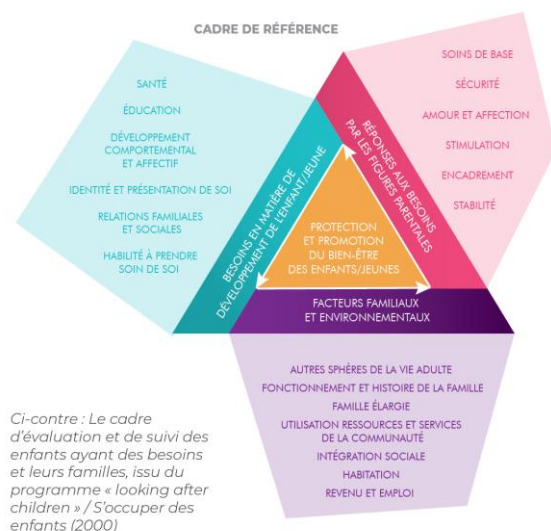 CADRE DE RÉFÉRENCE
SANTÉ
ÉDUCATION
DÉVELOPPEMENT
COMPORTEMENTAL
ET AFFECTIF
IDENTITÉ ET PRÉSENTATION DE SOI
RELATIONS FAMILIALES
ET SOCIALES
HABILITÉ À PRENDRE
SOIN DE SOI
BESOINS EN MATIÈRE DE
DÉVELOPPEMENT DE L'ENFANT/JEUNE
RÉPONSES AUX BESOINS
PAR LES FIGURES PARENTALES
SOINS DE BASE
SÉCURITÉ
AMOUR ET AFFECTION
STIMULATION
ENCADREMENT
STABILITÉ
PROTECTION
ET PROMOTION
DU BIEN-ÊTRE
DES ENFANTS/JEUNES
FACTEURS FAMILIAUX
ET ENVIRONNEMENTAUX
AUTRES SPHÈRES DE LA VIE ADULTE
FONCTIONNEMENT ET HISTOIRE DE LA FAMILLE
FAMILLE ÉLARGIE
UTILISATION RESSOURCES ET SERVICES
DE LA COMMUNAUTÉ
INTÉGRATION SOCIALE
HABITATION
REVENU ET EMPLOI
Ci-contre : Le cadre
d'évaluation et de suivi des
enfants ayant des besoins
et leurs familles, issu du
programme « looking after
children » / S'occuper des
enfants (2000)